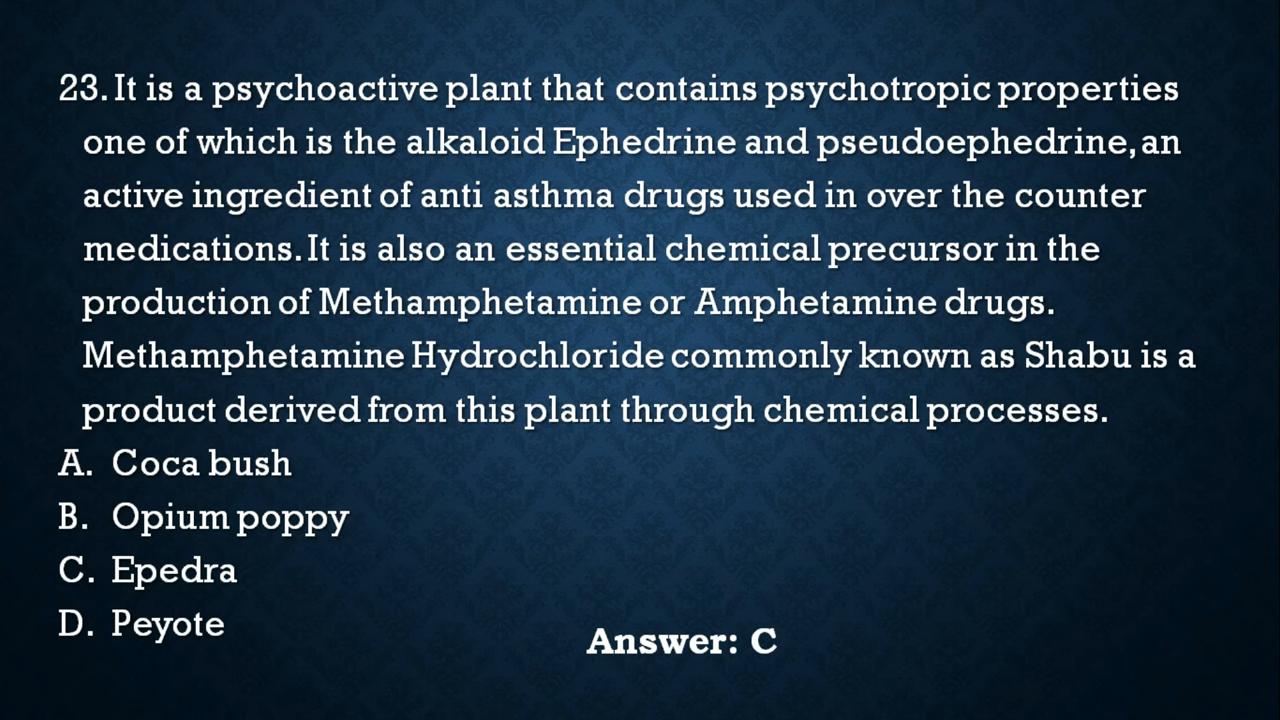 23. It is a psychoactive plant that contains psychotropic properties
one of which is the alkaloid Ephedrine and pseudoephedrine, an
active ingredient of anti asthma drugs used in over the counter
medications. It is also an essential chemical precursor in the
production of Methamphetamine or Amphetamine drugs.
Methamphetamine Hydrochloride commonly known as Shabu is a
product derived from this plant through chemical processes.
A. Coca bush
B. Opium poppy
C. Epedra
D. Peyote
Answer: C